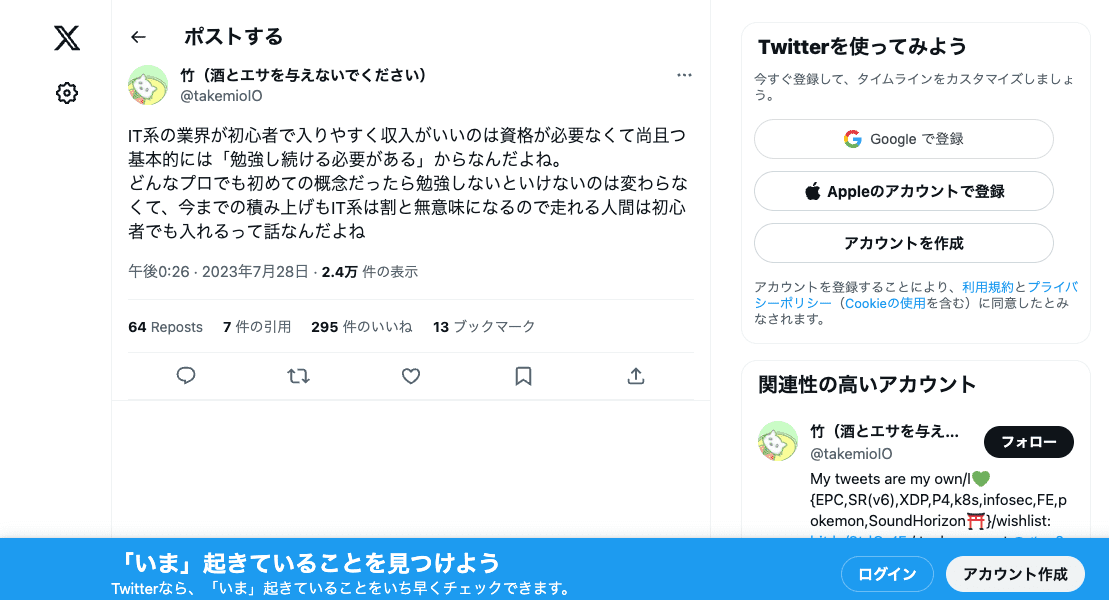 ポストする
竹（酒とエサを与えないでください）
@takemioIO
IT系の業界が初心者で入りやすく収入がいいのは資格が必要なくて尚且つ
基本的には「勉強し続ける必要がある」からなんだよね。
どんなプロでも初めての概念だったら勉強しないといけないのは変わらな
くて、今までの積み上げもIT系は割と無意味になるので走れる人間は初心
者でも入れるって話なんだよね
午後0:26 · 2023年7月28日 · 2.4万 件の表示
64 Reposts 7 件の引用 295 件のいいね 13 ブックマーク
Twitterを使ってみよう
今すぐ登録して、タイムラインをカスタマイズしましょ
う。
Google で登録
Appleのアカウントで登録
アカウントを作成
アカウントを登録することにより、利用規約とプライバ
シーポリシー（Cookieの使用を含む）に同意したとみ
なされます。
関連性の高いアカウント
竹（酒とエサを与え...
フォロー
@takemioIO
My tweets are my own/I💚
{EPC,SR(v6),XDP,P4,k8s,infosec,FE,p
okemon,SoundHorizon⛩️}/wishlist:
「いま」起きていることを見つけよう
Twitterなら、「いま」起きていることをいち早くチェックできます。
ログイン
アカウント作成